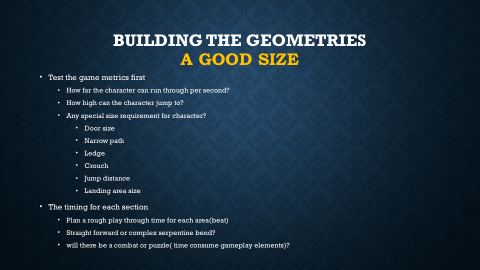 BUILDING THE GEOMETRIES
A GOOD SIZE
• Test the game metrics first
• How far the character can run through per second?
• How high can the character jump to?
• Any special size requirement for character?
• Door size
• Narrow path
• Ledge
• Crouch
• Jump distance
• Landing area size
• The timing for each section
• Plan a rough play through time for each area(beat)
• Straight forward or complex serpentine bend?
• will there be a combat or puzzle( time consume gameplay elements)?